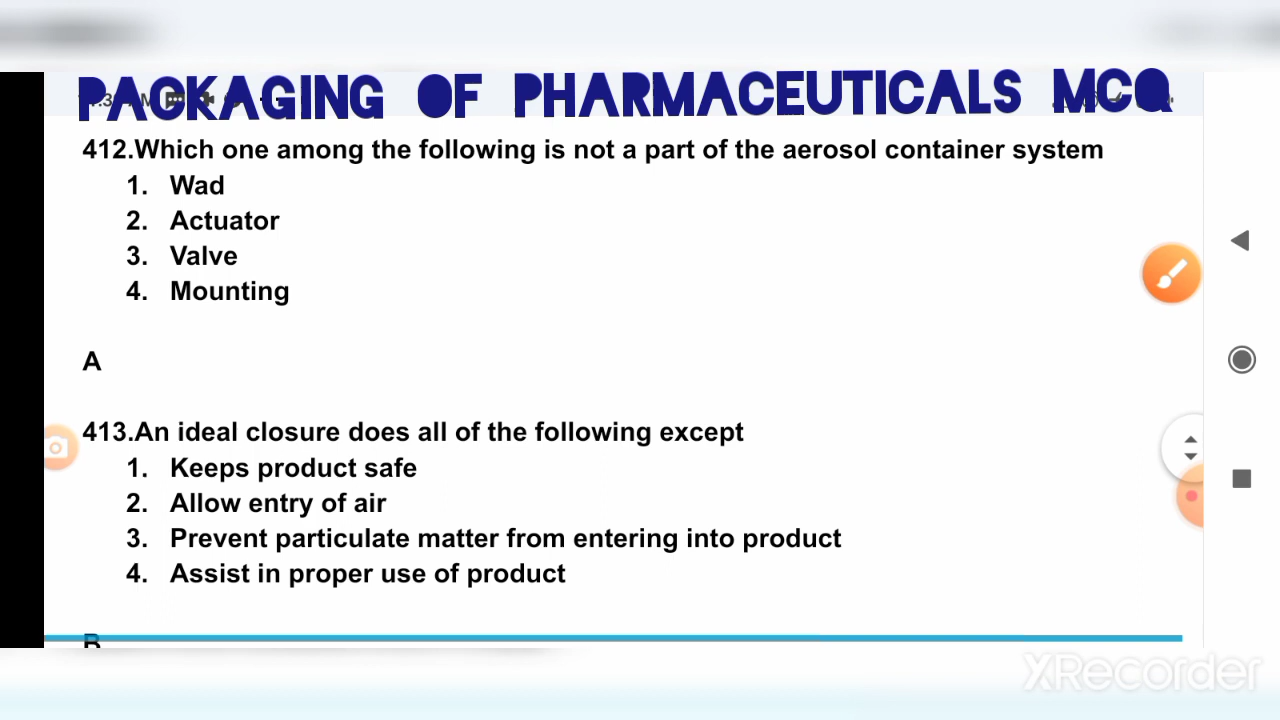 PACKAGING OF PHARMACEUTICALS MCQ
412.Which one among the following is not a part of the aerosol container system
1. Wad
2. Actuator
3. Valve
4. Mounting
A
413.An ideal closure does all of the following except
1. Keeps product safe
2. Allow entry of air
3. Prevent particulate matter from entering into product
4. Assist in proper use of product
B
XRecorder